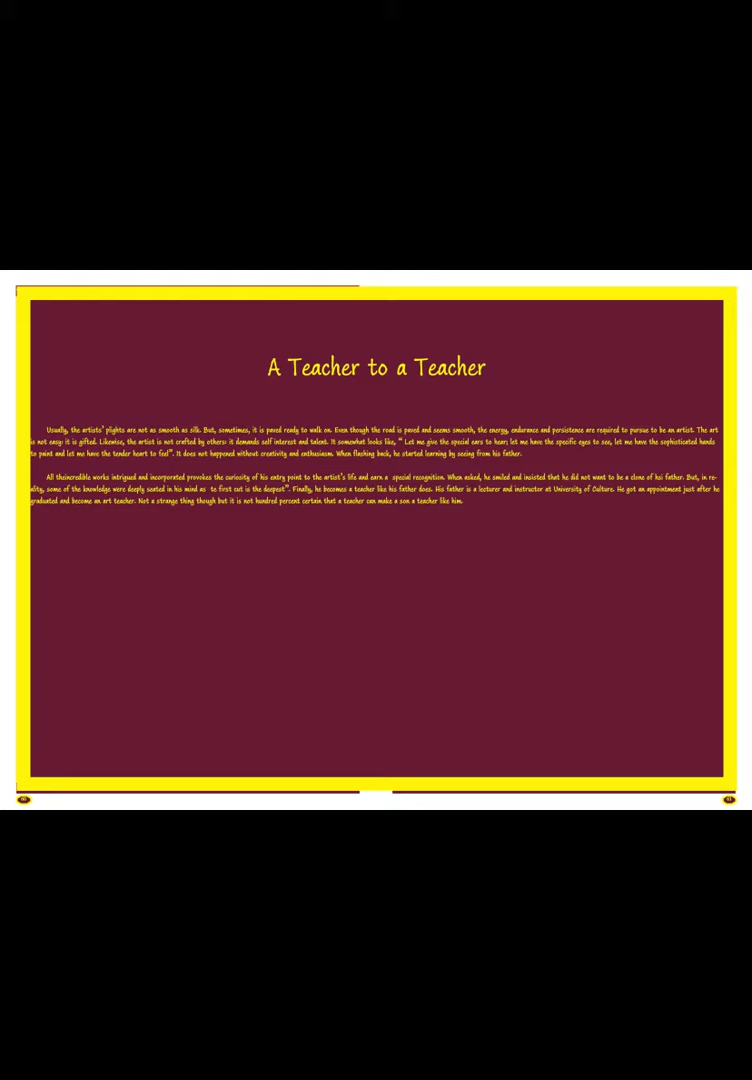 A Teacher to a Teacher
Usually, the artists' plights are not as smooth as silk. But, sometimes, it is paved ready to walk on. Even though the road is paved and seems smooth, the energy, endurance and persistence are required to pursue to be an artist. The art
is not easy: it is gifted. Likewise, the artist is not crafted by others: it demands self interest and talent. It somewhat looks like, “ Let me give the special ears to hear; let me have the specific eyes to see, let me have the sophisticated hands
to paint and let me have the tender heart to feel”. It does not happened without creativity and enthusiasm. When flashing back, he started learning by seeing from his father.
All theincredible works intrigued and incorporated provokes the curiosity of his entry point to the artist's life and earn a special recognition. When asked, he smiled and insisted that he did not want to be a clone of hsi father. But, in re-
ality, some of the knowledge were deeply seated in his mind as te first cut is the deepest”. Finally, he becomes a teacher like his father does. His father is a lecturer and instructor at University of Culture. He got an appointment just after he
graduated and become an art teacher. Not a strange thing though but it is not hundred percent certain that a teacher can make a son a teacher like him.